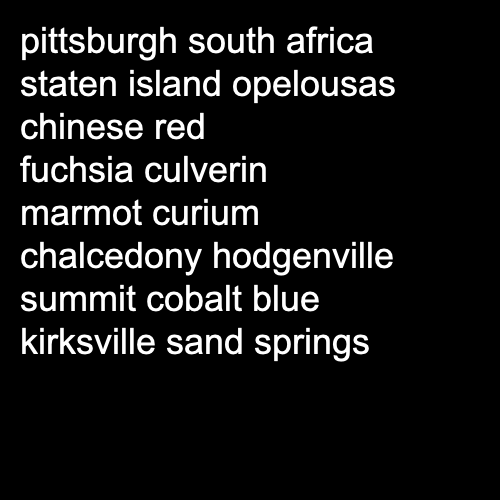 pittsburgh south africa
staten island opelousas
chinese red
fuchsia culverin
marmot curium
chalcedony hodgenville
summit cobalt blue
kirksville sand springs